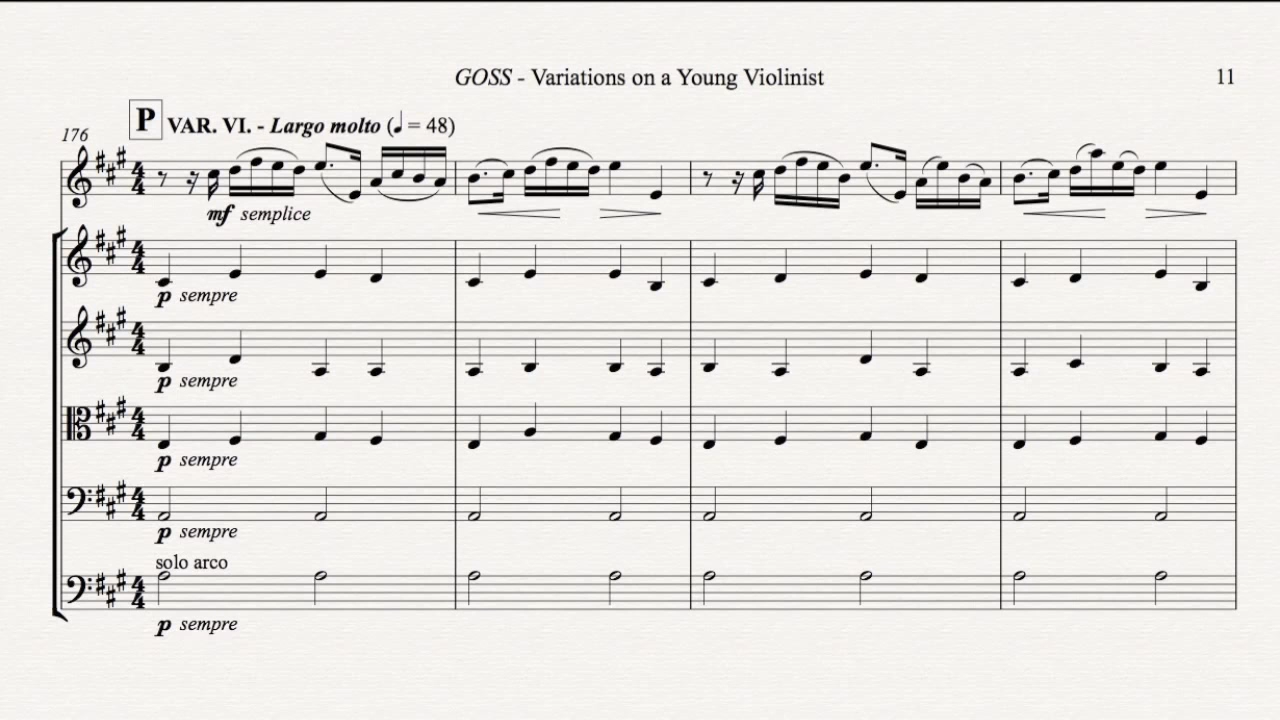 GOSS - Variations on a Young Violinist 11
P VAR. VI. - Largo molto (♩ = 48)
176
mf semplice
p sempre
p sempre
p sempre
p sempre
solo arco
p sempre